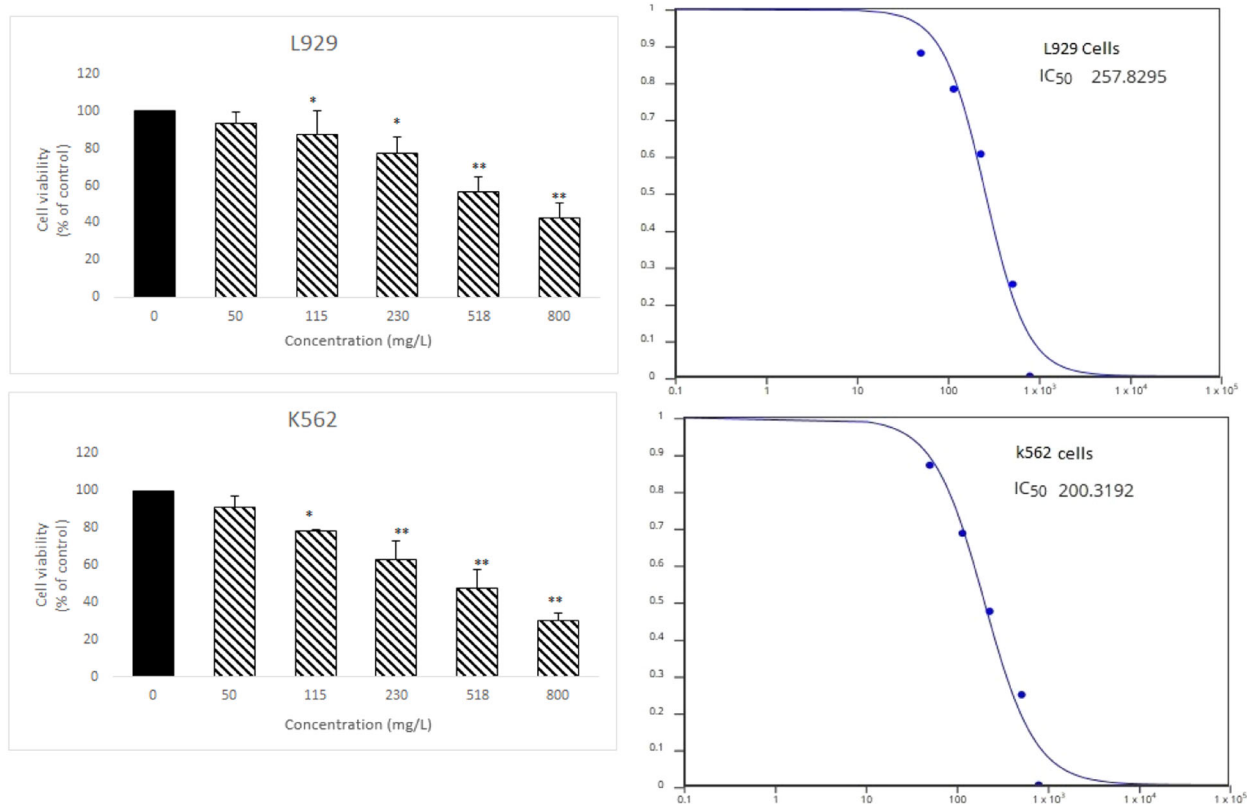 L929
Cell viability
(% of control)
120
100
80
60
40
20
0
*
*
**
**
0 50 115 230 518 800
Concentration (mg/L)
1
0.9
0.8
0.7
0.6
0.5
0.4
0.3
0.2
0.1
0
L929 Cells
IC50 257.8295
0.1 1 10 100 1 x 10³ 1 x 10⁴ 1 x 10⁵
K562
Cell viability
(% of control)
120
100
80
60
40
20
0
*
**
**
**
0 50 115 230 518 800
Concentration (mg/L)
1
0.9
0.8
0.7
0.6
0.5
0.4
0.3
0.2
0.1
0
k562 cells
IC50 200.3192
0.1 1 10 100 1 x 10³ 1 x 10⁴ 1 x 10⁵